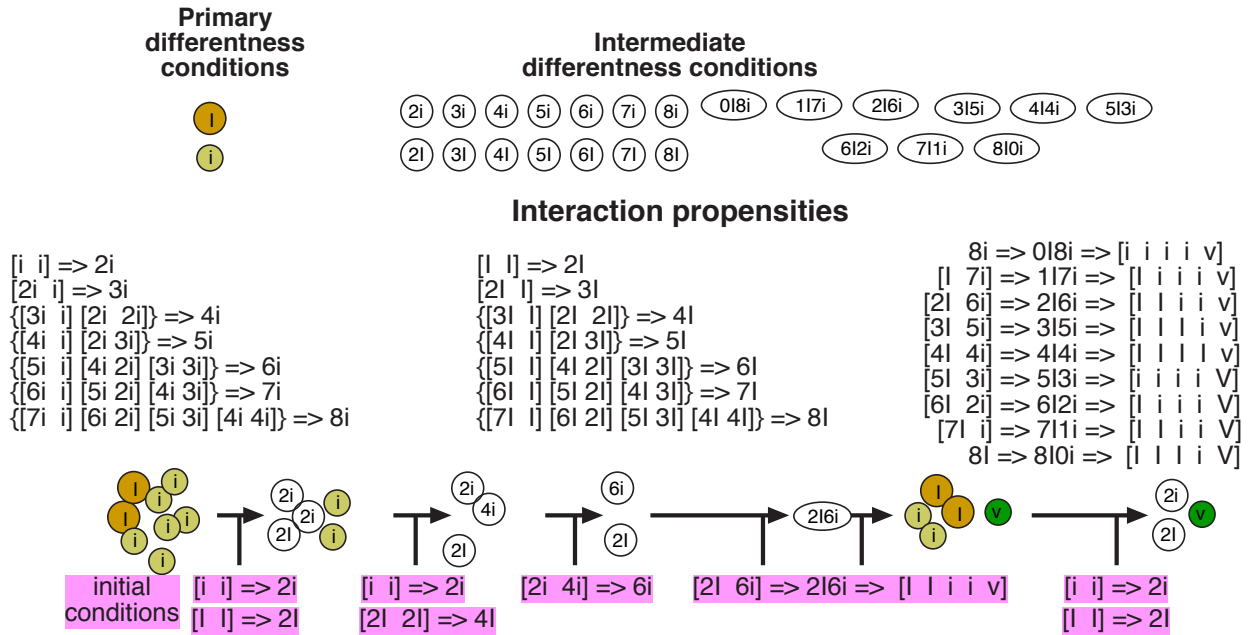 Primary
differentness
conditions
Intermediate
differentness conditions
I
i
2i 3i 4i 5i 6i 7i 8i
0I8i 1I7i 2I6i 3I5i 4I4i 5I3i
2I 3I 4I 5I 6I 7I 8I
6I2i 7I1i 8I0i
Interaction propensities
[i i] => 2i
[2i i] => 3i
{[3i i] [2i 2i]} => 4i
{[4i i] [2i 3i]} => 5i
{[5i i] [4i 2i] [3i 3i]} => 6i
{[6i i] [5i 2i] [4i 3i]} => 7i
{[7i i] [6i 2i] [5i 3i] [4i 4i]} => 8i
[I I] => 2I
[2I I] => 3I
{[3I I] [2I 2I]} => 4I
{[4I I] [2I 3I]} => 5I
{[5I I] [4I 2I] [3I 3I]} => 6I
{[6I I] [5I 2I] [4I 3I]} => 7I
{[7I I] [6I 2I] [5I 3I] [4I 4I]} => 8I
8i => 0I8i => [i i i i v]
[I 7i] => 1I7i => [I i i i v]
[2I 6i] => 2I6i => [I I i i v]
[3I 5i] => 3I5i => [I I I i v]
[4I 4i] => 4I4i => [I I I I v]
[5I 3i] => 5I3i => [i i i i V]
[6I 2i] => 6I2i => [I i i i V]
[7I i] => 7I1i => [I I i i V]
8I => 8I0i => [I I I i V]
I i
i
I i i
i
i
2i
2i i
2I i
2i
4i
2I
6i
2I
2I6i
I
I v
i
i
2i
v
2I
initial
conditions
[i i] => 2i
[I I] => 2I
[i i] => 2i
[2I 2I] => 4I
[2i 4i] => 6i
[2I 6i] => 2I6i => [I I i i v]
[i i] => 2i
[I I] => 2I